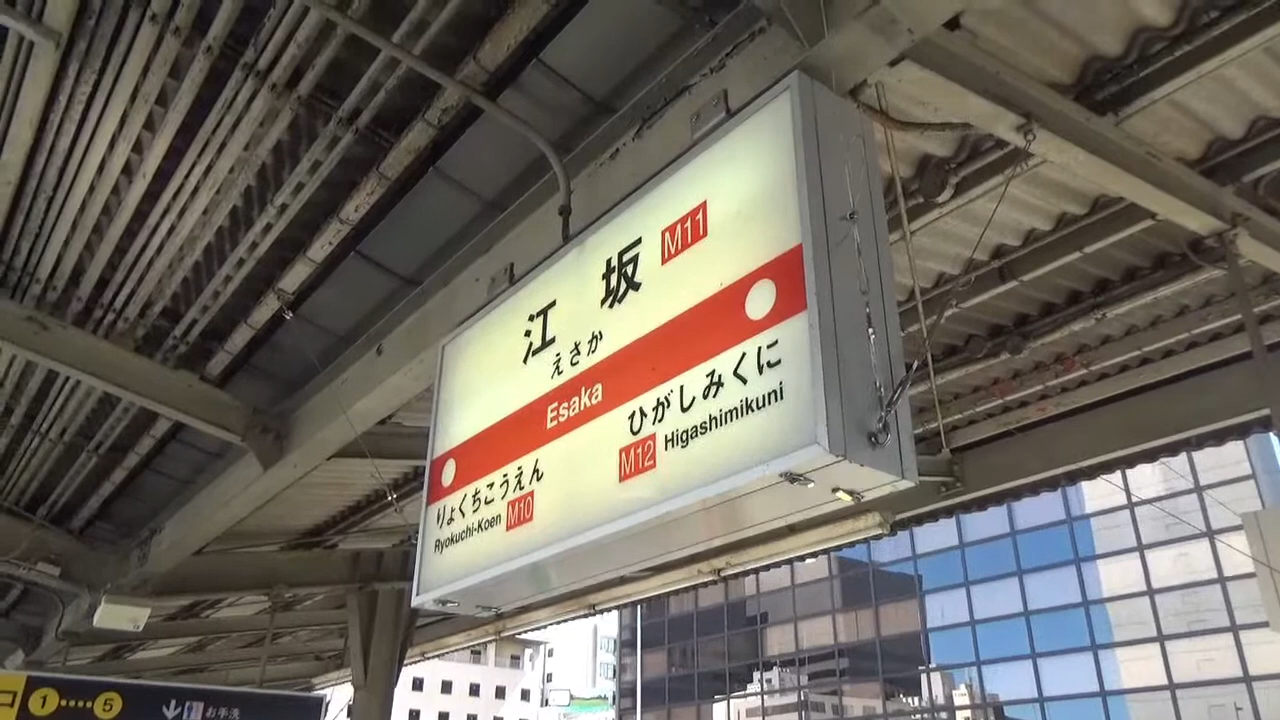 江坂 M11
えさか
Esaka
りょくちこうえん
Ryokuchi-Koen M10
ひがしみくに
M12 Higashimikuni
1 5
お手洗